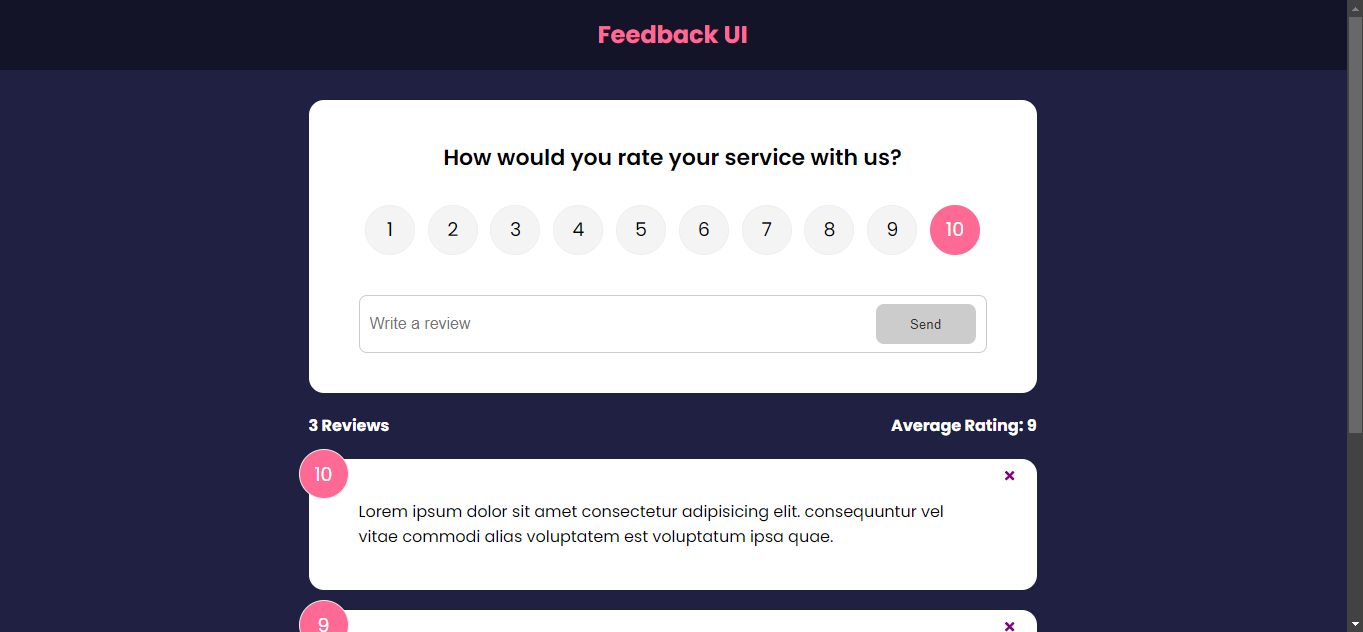 Feedback UI
How would you rate your service with us?
1 2 3 4 5 6 7 8 9 10
Write a review
Send
3 Reviews
Average Rating: 9
10
Lorem ipsum dolor sit amet consectetur adipisicing elit. consequuntur vel
vitae commodi alias voluptatem est voluptatum ipsa quae.
9